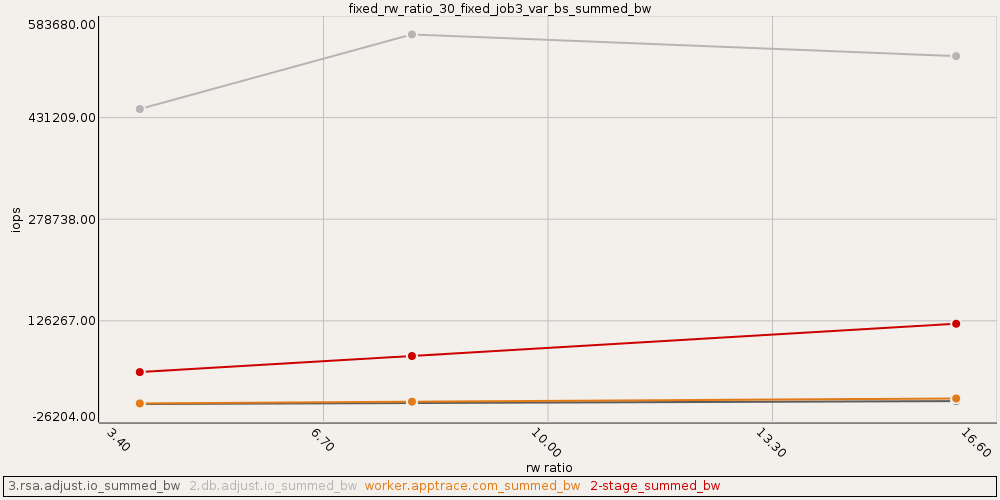 fixed_rw_ratio_30_fixed_job3_var_bs_summed_bw
583680.00
431209.00
278738.00
126267.00
-26204.00
iops
3.40 6.70 10.00 13.30 16.60
rw ratio
3.rsa.adjust.io_summed_bw 2.db.adjust.io_summed_bw worker.apptrace.com_summed_bw 2-stage_summed_bw